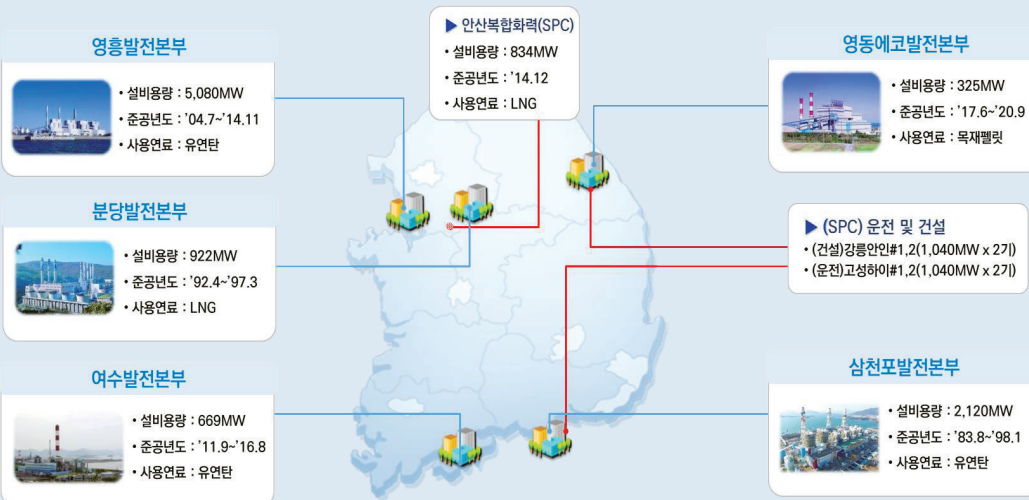 ▶ 안산복합화력(SPC)
• 설비용량 : 834MW
• 준공년도 : '14.12
• 사용연료 : LNG
영흥발전본부
• 설비용량 : 5,080MW
• 준공년도 : '04.7~'14.11
• 사용연료 : 유연탄
영동에코발전본부
• 설비용량 : 325MW
• 준공년도 : '17.6~'20.9
• 사용연료 : 목재펠릿
분당발전본부
• 설비용량 : 922MW
• 준공년도 : '92.4~'97.3
• 사용연료 : LNG
▶ (SPC) 운전 및 건설
• (건설)강릉안인#1,2(1,040MW x 2기)
• (운전)고성하이#1,2(1,040MW x 2기)
여수발전본부
• 설비용량 : 669MW
• 준공년도 : '11.9~'16.8
• 사용연료 : 유연탄
삼천포발전본부
• 설비용량 : 2,120MW
• 준공년도 : '83.8~'98.1
• 사용연료 : 유연탄